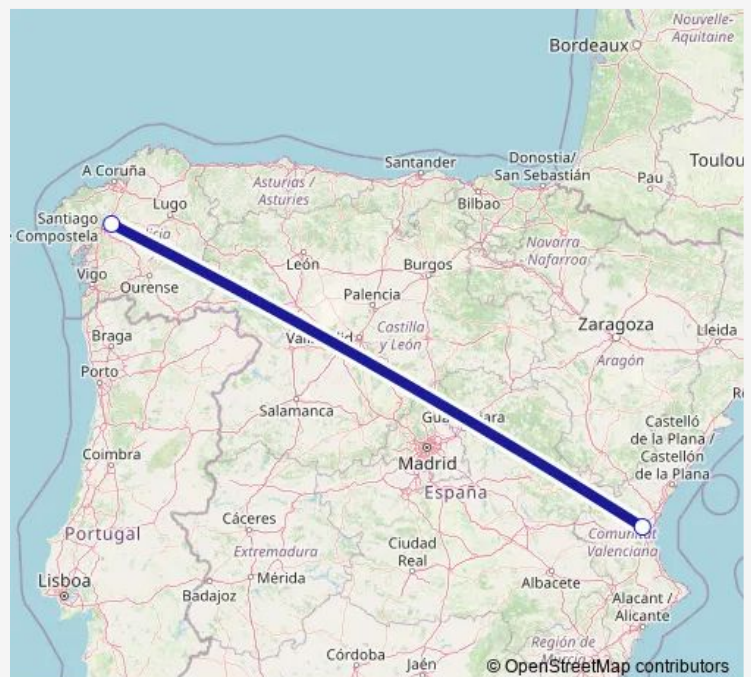 Nouvelle-
Aquitaine
Bordeaux
A Coruña
Santander
Donostia/
San Sebastián
Toulou
Asturias /
Asturies
Pau
Lugo
Bilbao
Santiago
Compostela
Navarra
Nafarroa
León
Burgos
Vigo
Ourense
Palencia
Zaragoza
Lleida
Braga
Castilla
y León
Aragón
Porto
Salamanca
Castelló
de la Plana /
Castellón
de la Plana
Coimbra
Madrid
España
Cáceres
Portugal
Comunitat
Valenciana
Ciudad
Real
Extremadura
Lisboa
Mérida
Albacete
Badajoz
Alacant /
Alicante
Región de
Córdoba
Jaén
© OpenStreetMap contributors